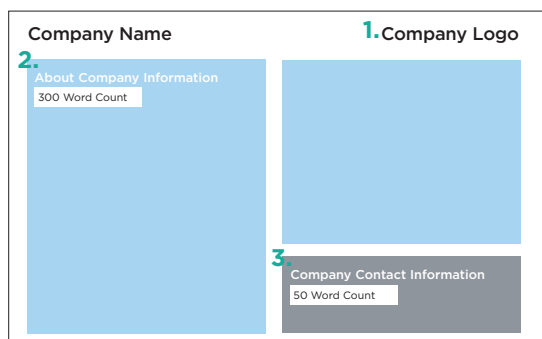 Company Name
1. Company Logo
2.
About Company Information
300 Word Count
3.
Company Contact Information
50 Word Count